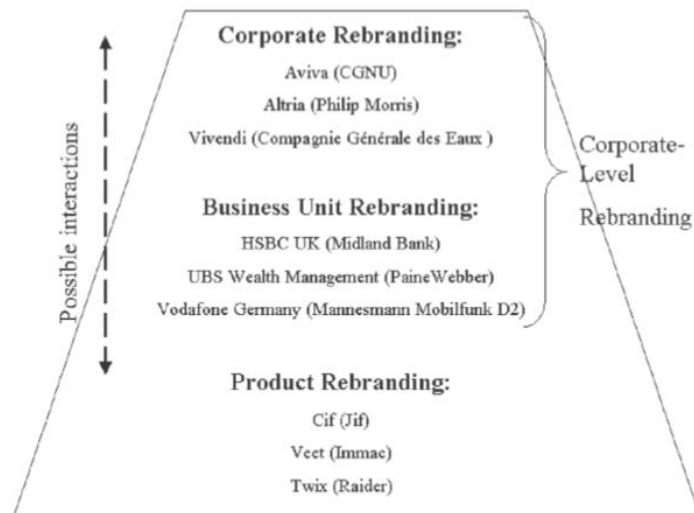 Corporate Rebranding:
Aviva (CGNU)
Altria (Philip Morris)
Vivendi (Compagnie Générale des Eaux )
Business Unit Rebranding:
HSBC UK (Midland Bank)
UBS Wealth Management (PaineWebber)
Vodafone Germany (Mannesmann Mobilfunk D2)
Product Rebranding:
Cif (Jif)
Veet (Immac)
Twix (Raider)
Possible interactions
Corporate-
Level
Rebranding